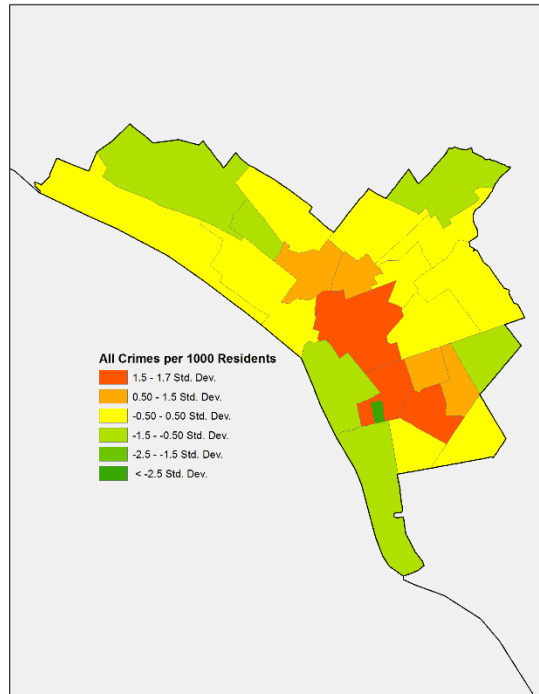 All Crimes per 1000 Residents
1.5 - 1.7 Std. Dev.
0.50 - 1.5 Std. Dev.
-0.50 - 0.50 Std. Dev.
-1.5 - -0.50 Std. Dev.
-2.5 - -1.5 Std. Dev.
< -2.5 Std. Dev.